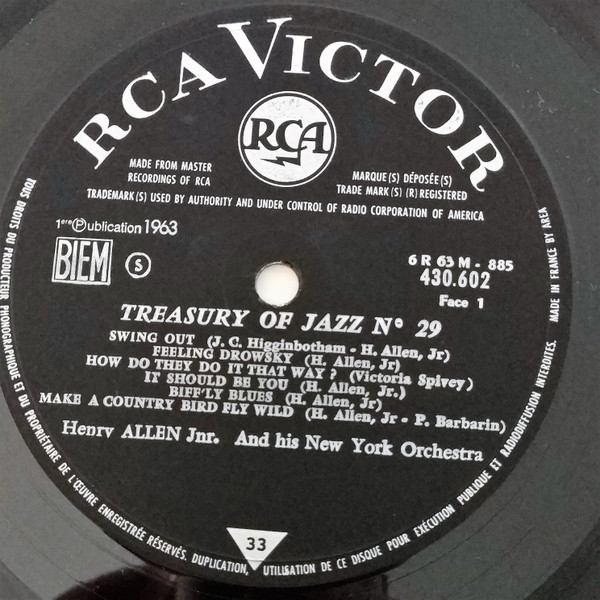 RCA VICTOR
RCA
MADE FROM MASTER
RECORDINGS OF RCA
MARQUE(S) DÉPOSÉE(S)
TRADE MARK(S) (R) REGISTERED
TRADEMARK(S) USED BY AUTHORITY AND UNDER CONTROL OF RADIO CORPORATION OF AMERICA
1ère Ⓟublication 1963
BIEM
S
6 R 63 M - 885
430.602
Face 1
TREASURY OF JAZZ N° 29
SWING OUT (J. C. Higginbotham - H. Allen, Jr)
FEELING DROWSKY (H. Allen, Jr)
HOW DO THEY DO IT THAT WAY ? (Victoria Spivey)
IT SHOULD BE YOU (H. Allen, Jr.)
BIFF'LY BLUES (H. Allen, Jr)
MAKE A COUNTRY BIRD FLY WILD (H. Allen, Jr - P. Barbarin)
Henry ALLEN Jnr. And his New York Orchestra
33
TOUS DROITS DU PRODUCTEUR PHONOGRAPHIQUE ET DU PROPRIÉTAIRE DE L'ŒUVRE ENREGISTRÉE RÉSERVÉS. DUPLICATION, UTILISATION DE CE DISQUE POUR EXÉCUTION PUBLIQUE ET RADIODIFFUSION INTERDITES. MADE IN FRANCE BY AREA